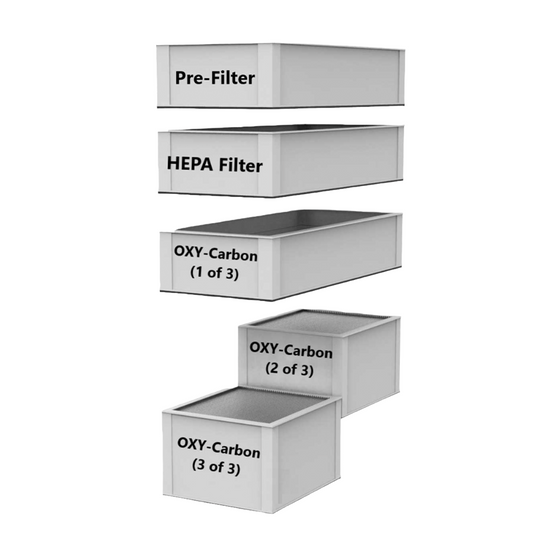 Pre-Filter
HEPA Filter
OXY-Carbon
(1 of 3)
OXY-Carbon
(2 of 3)
OXY-Carbon
(3 of 3)